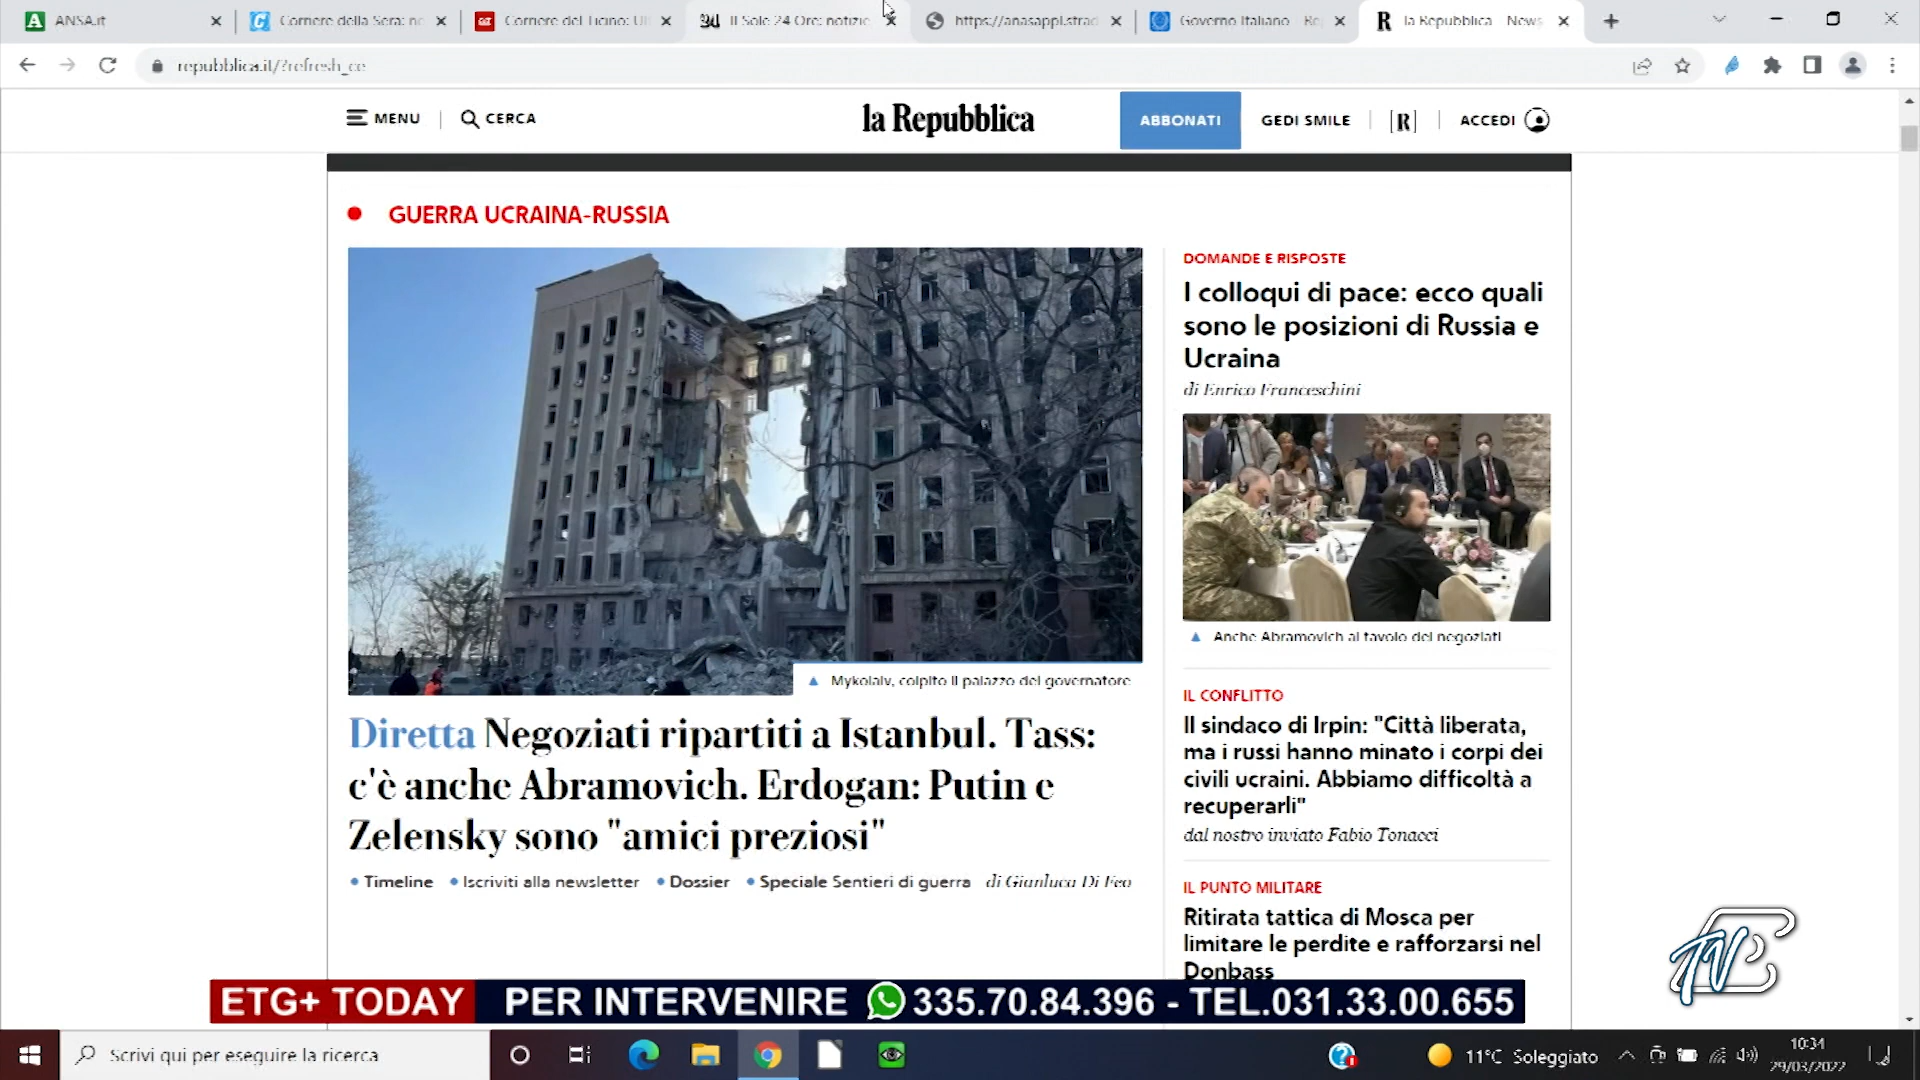 ANSA.it
Corriere della Sera: no
Corriere del Ticino: Ul
Il Sole 24 Ore: notizie
https://anasappl.strad
Governo Italiano - Re
la Repubblica - News
repubblica.it/?refresh_ce
MENU
CERCA
la Repubblica
ABBONATI
GEDI SMILE
[R]
ACCEDI
GUERRA UCRAINA-RUSSIA
Mykolaiv, colpito il palazzo del governatore
Diretta Negoziati ripartiti a Istanbul. Tass:
c'è anche Abramovich. Erdogan: Putin e
Zelensky sono "amici preziosi"
Timeline
Iscriviti alla newsletter
Dossier
Speciale Sentieri di guerra
di Gianluca Di Feo
DOMANDE E RISPOSTE
I colloqui di pace: ecco quali
sono le posizioni di Russia e
Ucraina
di Enrico Franceschini
Anche Abramovich al tavolo dei negoziati
IL CONFLITTO
Il sindaco di Irpin: "Città liberata,
ma i russi hanno minato i corpi dei
civili ucraini. Abbiamo difficoltà a
recuperarli"
dal nostro inviato Fabio Tonacci
IL PUNTO MILITARE
Ritirata tattica di Mosca per
limitare le perdite e rafforzarsi nel
Donbass
ETG+ TODAY
PER INTERVENIRE 335.70.84.396 - TEL.031.33.00.655
Scrivi qui per eseguire la ricerca
11°C Soleggiato
10:34
29/03/2022